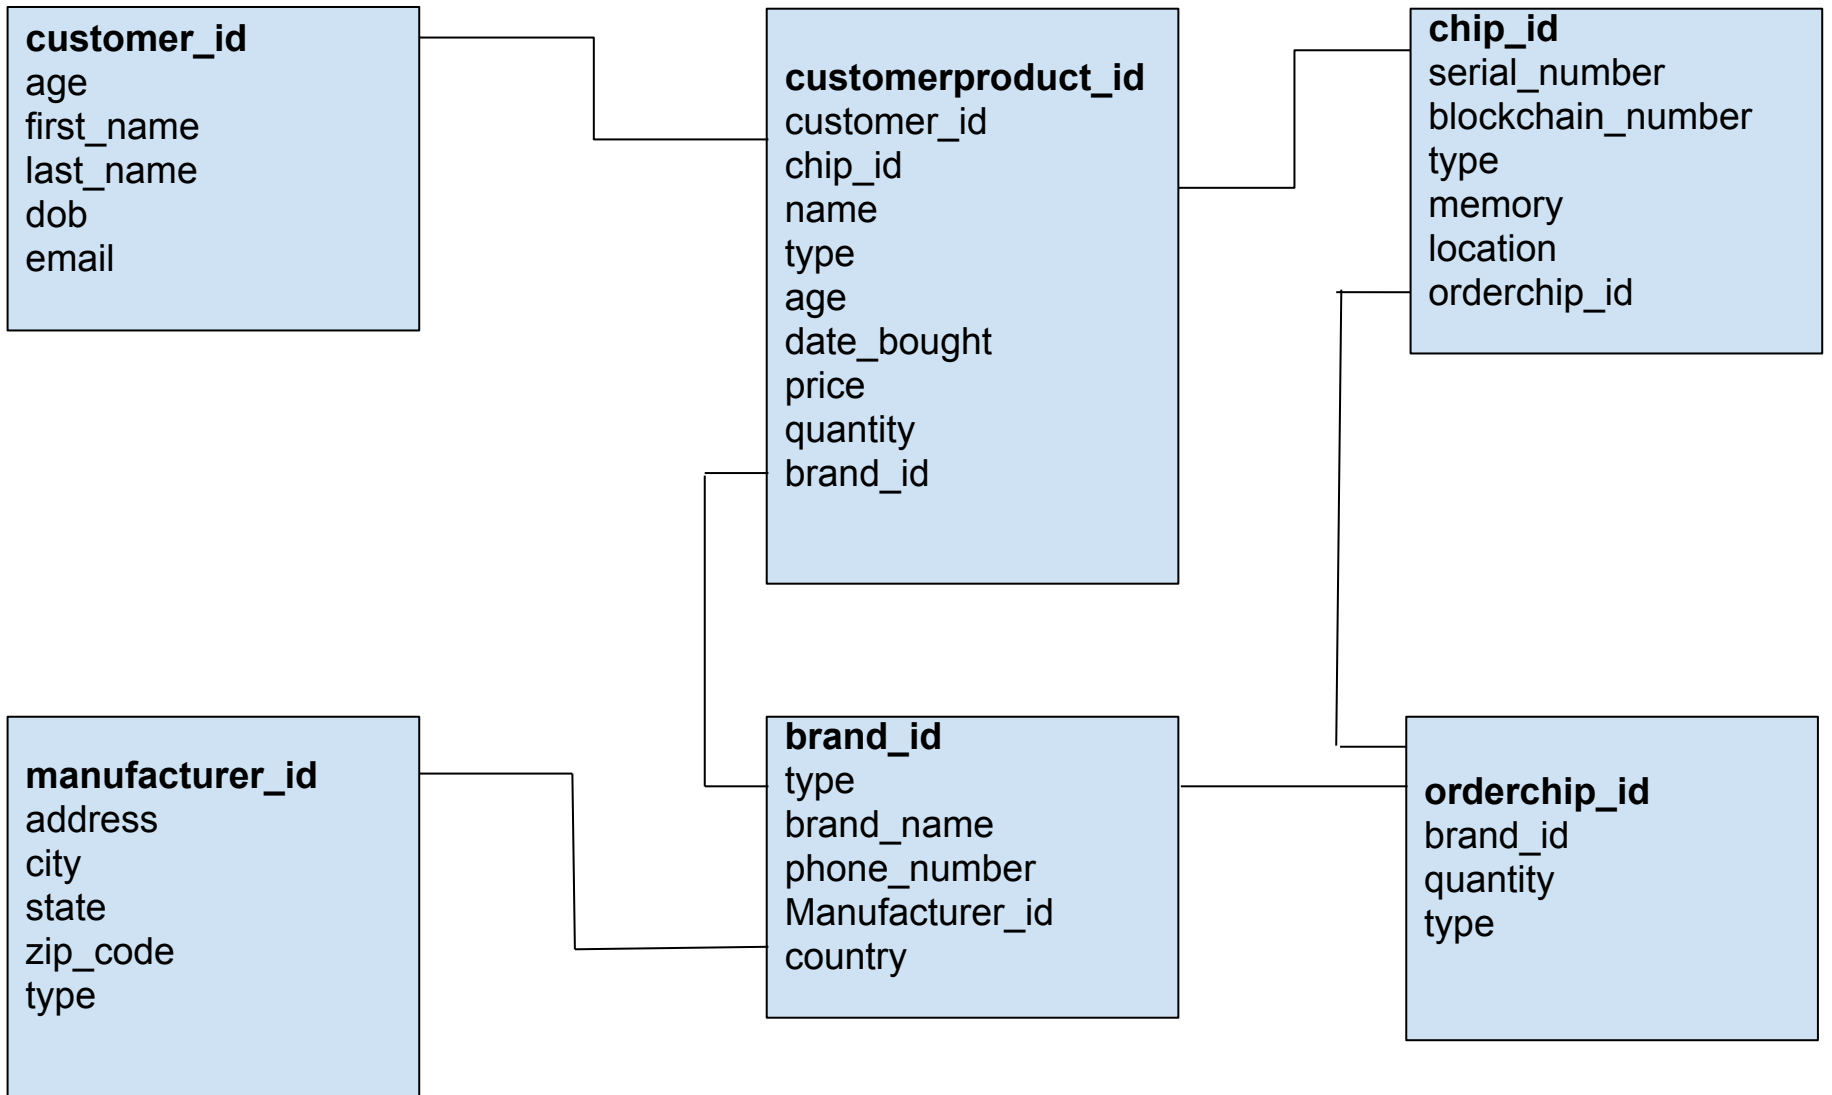 customer_id
age
first_name
last_name
dob
email
customerproduct_id
customer_id
chip_id
name
type
age
date_bought
price
quantity
brand_id
chip_id
serial_number
blockchain_number
type
memory
location
orderchip_id
manufacturer_id
address
city
state
zip_code
type
brand_id
type
brand_name
phone_number
Manufacturer_id
country
orderchip_id
brand_id
quantity
type